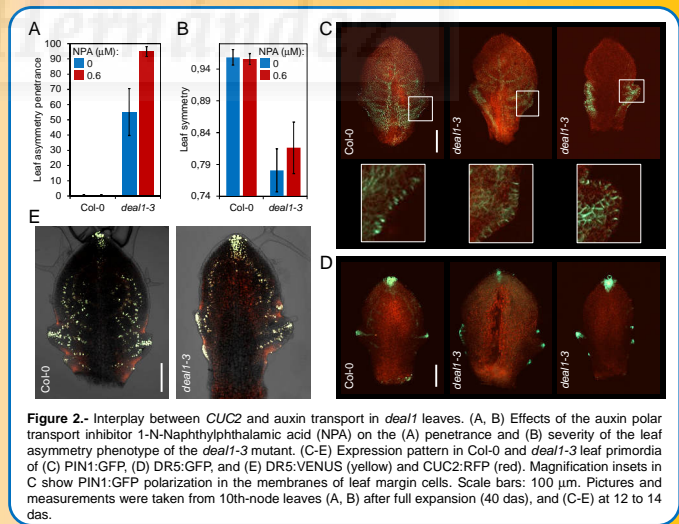 A
NPA (μM):
0
0.6
Leaf asymmetry penetrance
100
90
80
70
60
50
40
30
20
10
0
Col-0 deal1-3
B
NPA (μM):
0
0.6
Leaf symmetry
0,94
0,89
0,84
0,79
0,74
Col-0 deal1-3
C
Col-0
deal1-3
deal1-3
E
Col-0
deal1-3
D
Col-0
deal1-3
deal1-3
Figure 2.- Interplay between CUC2 and auxin transport in deal1 leaves. (A, B) Effects of the auxin polar
transport inhibitor 1-N-Naphthylphthalamic acid (NPA) on the (A) penetrance and (B) severity of the leaf
asymmetry phenotype of the deal1-3 mutant. (C-E) Expression pattern in Col-0 and deal1-3 leaf primordia
of (C) PIN1:GFP, (D) DR5:GFP, and (E) DR5:VENUS (yellow) and CUC2:RFP (red). Magnification insets in
C show PIN1:GFP polarization in the membranes of leaf margin cells. Scale bars: 100 μm. Pictures and
measurements were taken from 10th-node leaves (A, B) after full expansion (40 das), and (C-E) at 12 to 14
das.